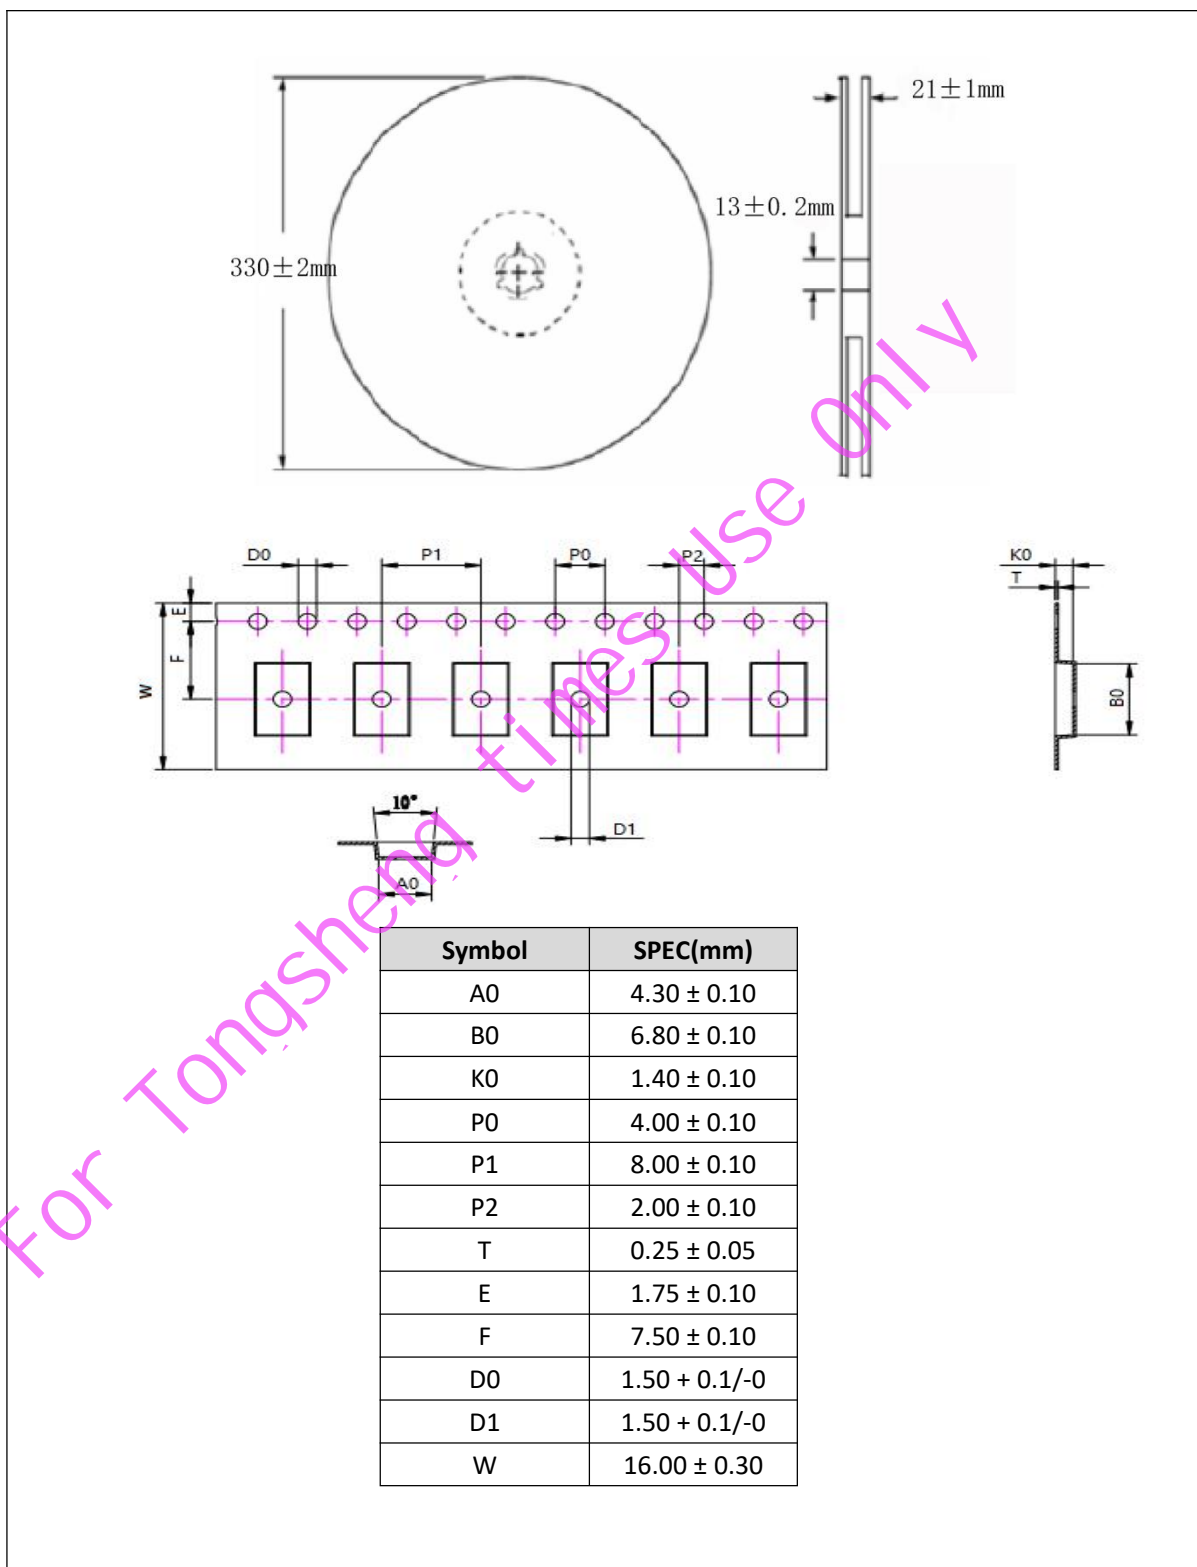 21±1mm
13±0.2mm
330±2mm
D0 P1 P0 P2 K0
T
E
F
W
B0
10°
D1
A0
Symbol SPEC(mm)
A0 4.30 ± 0.10
B0 6.80 ± 0.10
K0 1.40 ± 0.10
P0 4.00 ± 0.10
P1 8.00 ± 0.10
P2 2.00 ± 0.10
T 0.25 ± 0.05
E 1.75 ± 0.10
F 7.50 ± 0.10
D0 1.50 + 0.1/-0
D1 1.50 + 0.1/-0
W 16.00 ± 0.30
For Tongsheng times Use Only